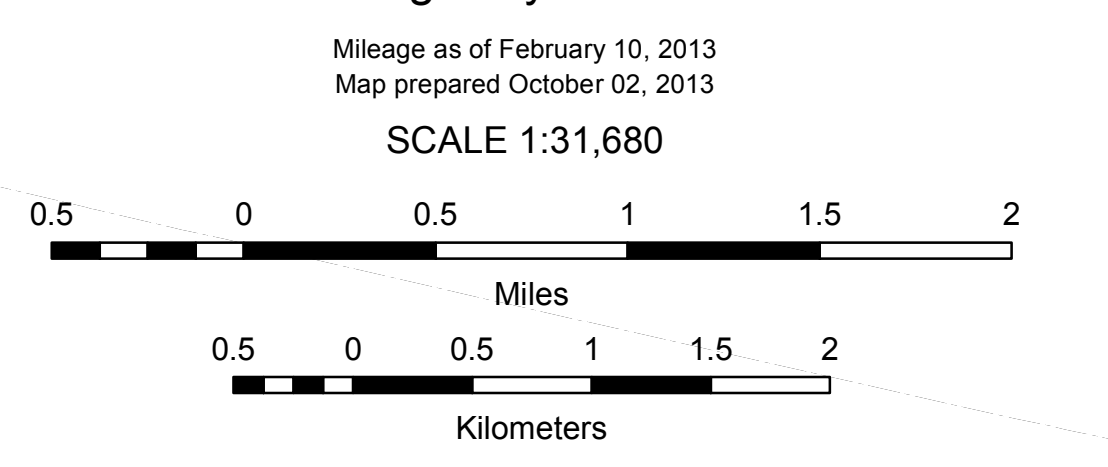 Mileage as of February 10, 2013
Map prepared October 02, 2013
SCALE 1:31,680
0.5 0 0.5 1 1.5 2
Miles
0.5 0 0.5 1 1.5 2
Kilometers